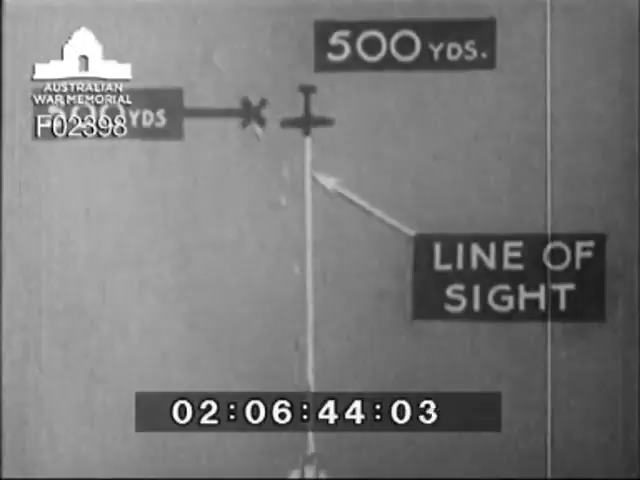 500 YDS.
AUSTRALIAN
WAR MEMORIAL
YDS
F02398
LINE OF
SIGHT
02:06:44:03